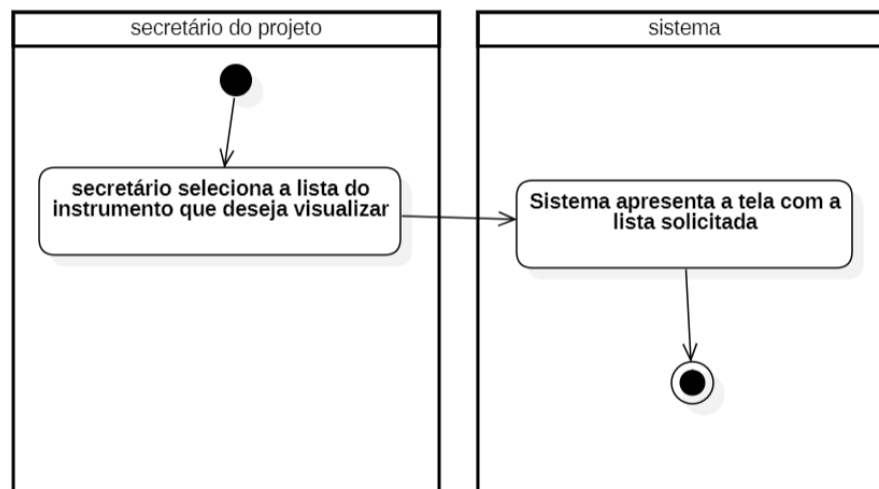 secretário do projeto
sistema
secretário seleciona a lista do
instrumento que deseja visualizar
Sistema apresenta a tela com a
lista solicitada